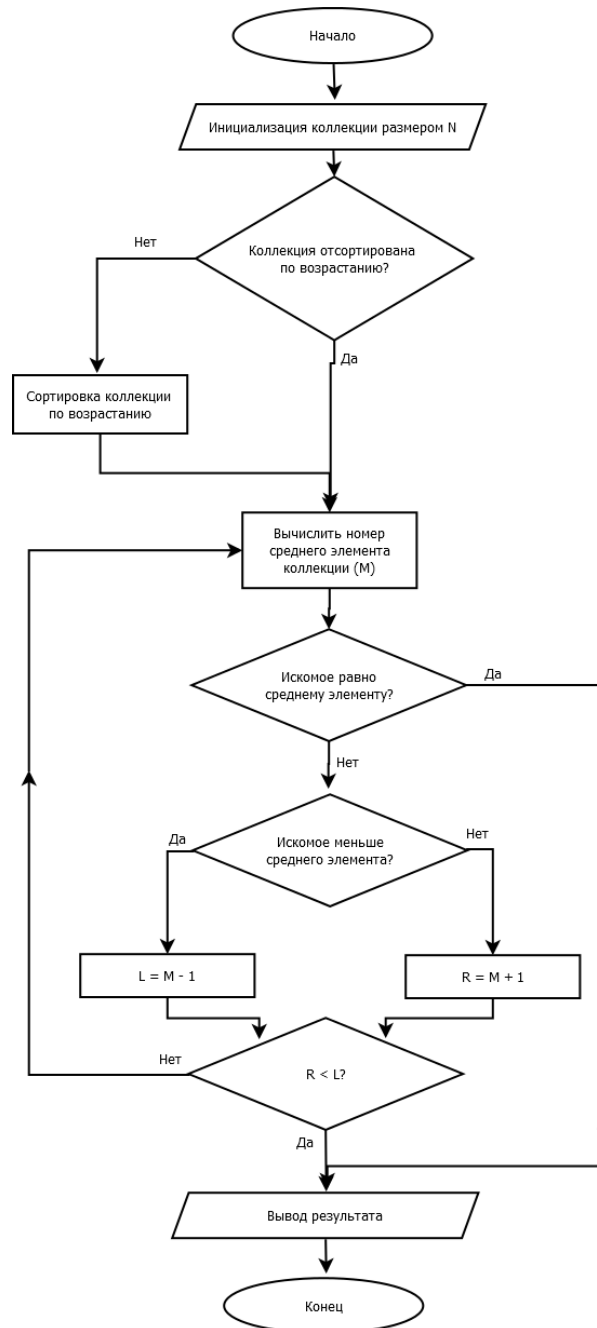 Начало
Инициализация коллекции размером N
Нет
Коллекция отсортирована
по возрастанию?
Да
Сортировка коллекции
по возрастанию
Вычислить номер
среднего элемента
коллекции (M)
Искомое равно
среднему элементу?
Да
Нет
Искомое меньше
среднего элемента?
Да
Нет
L = M - 1
R = M + 1
Нет
R < L?
Да
Вывод результата
Конец